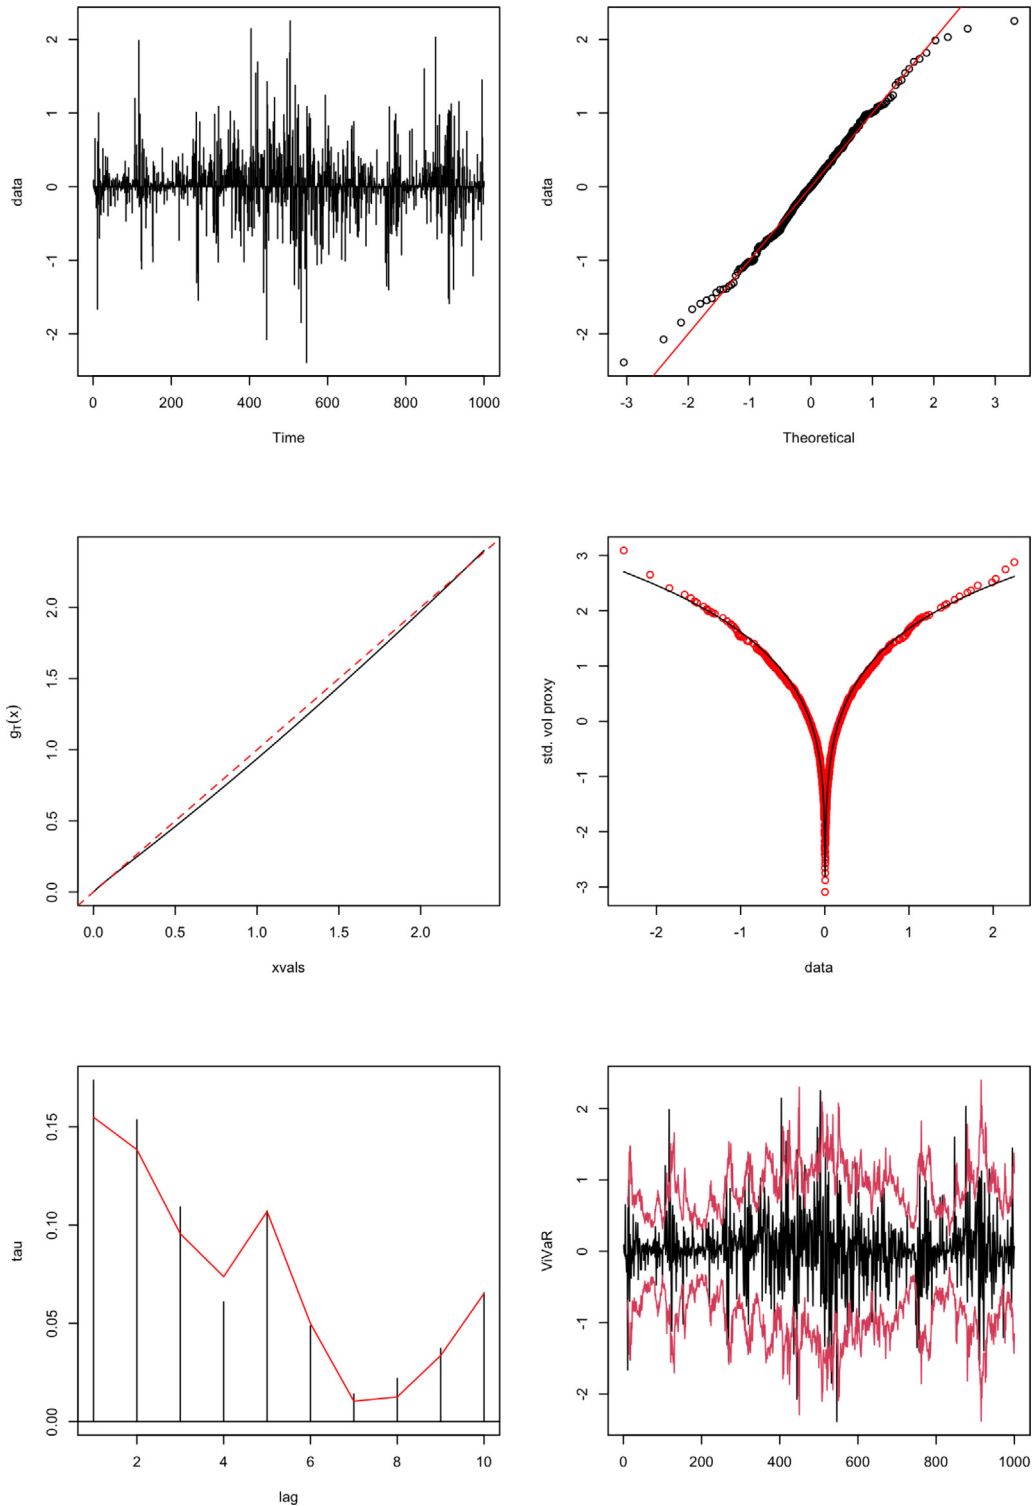 data
2
1
0
-1
-2
0 200 400 600 800 1000
Time
data
2
1
0
-1
-2
-3 -2 -1 0 1 2 3
Theoretical
gT(x)
2.0
1.5
1.0
0.5
0.0
0.0 0.5 1.0 1.5 2.0
xvals
std. vol proxy
3
2
1
0
-1
-2
-3
-2 -1 0 1 2
data
tau
0.15
0.10
0.05
0.00
2 4 6 8 10
lag
ViVaR
2
1
0
-1
-2
0 200 400 600 800 1000